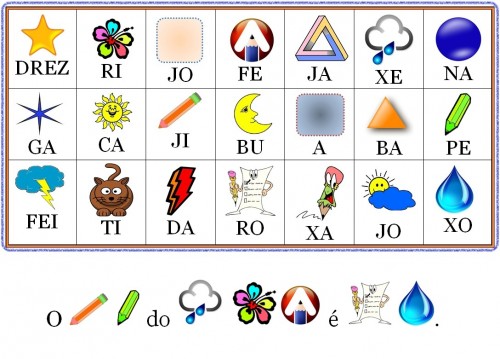 DREZ RI JO FE JA XE NA
GA CA JI BU A BA PE
FEI TI DA RO XA JO XO
O do é .